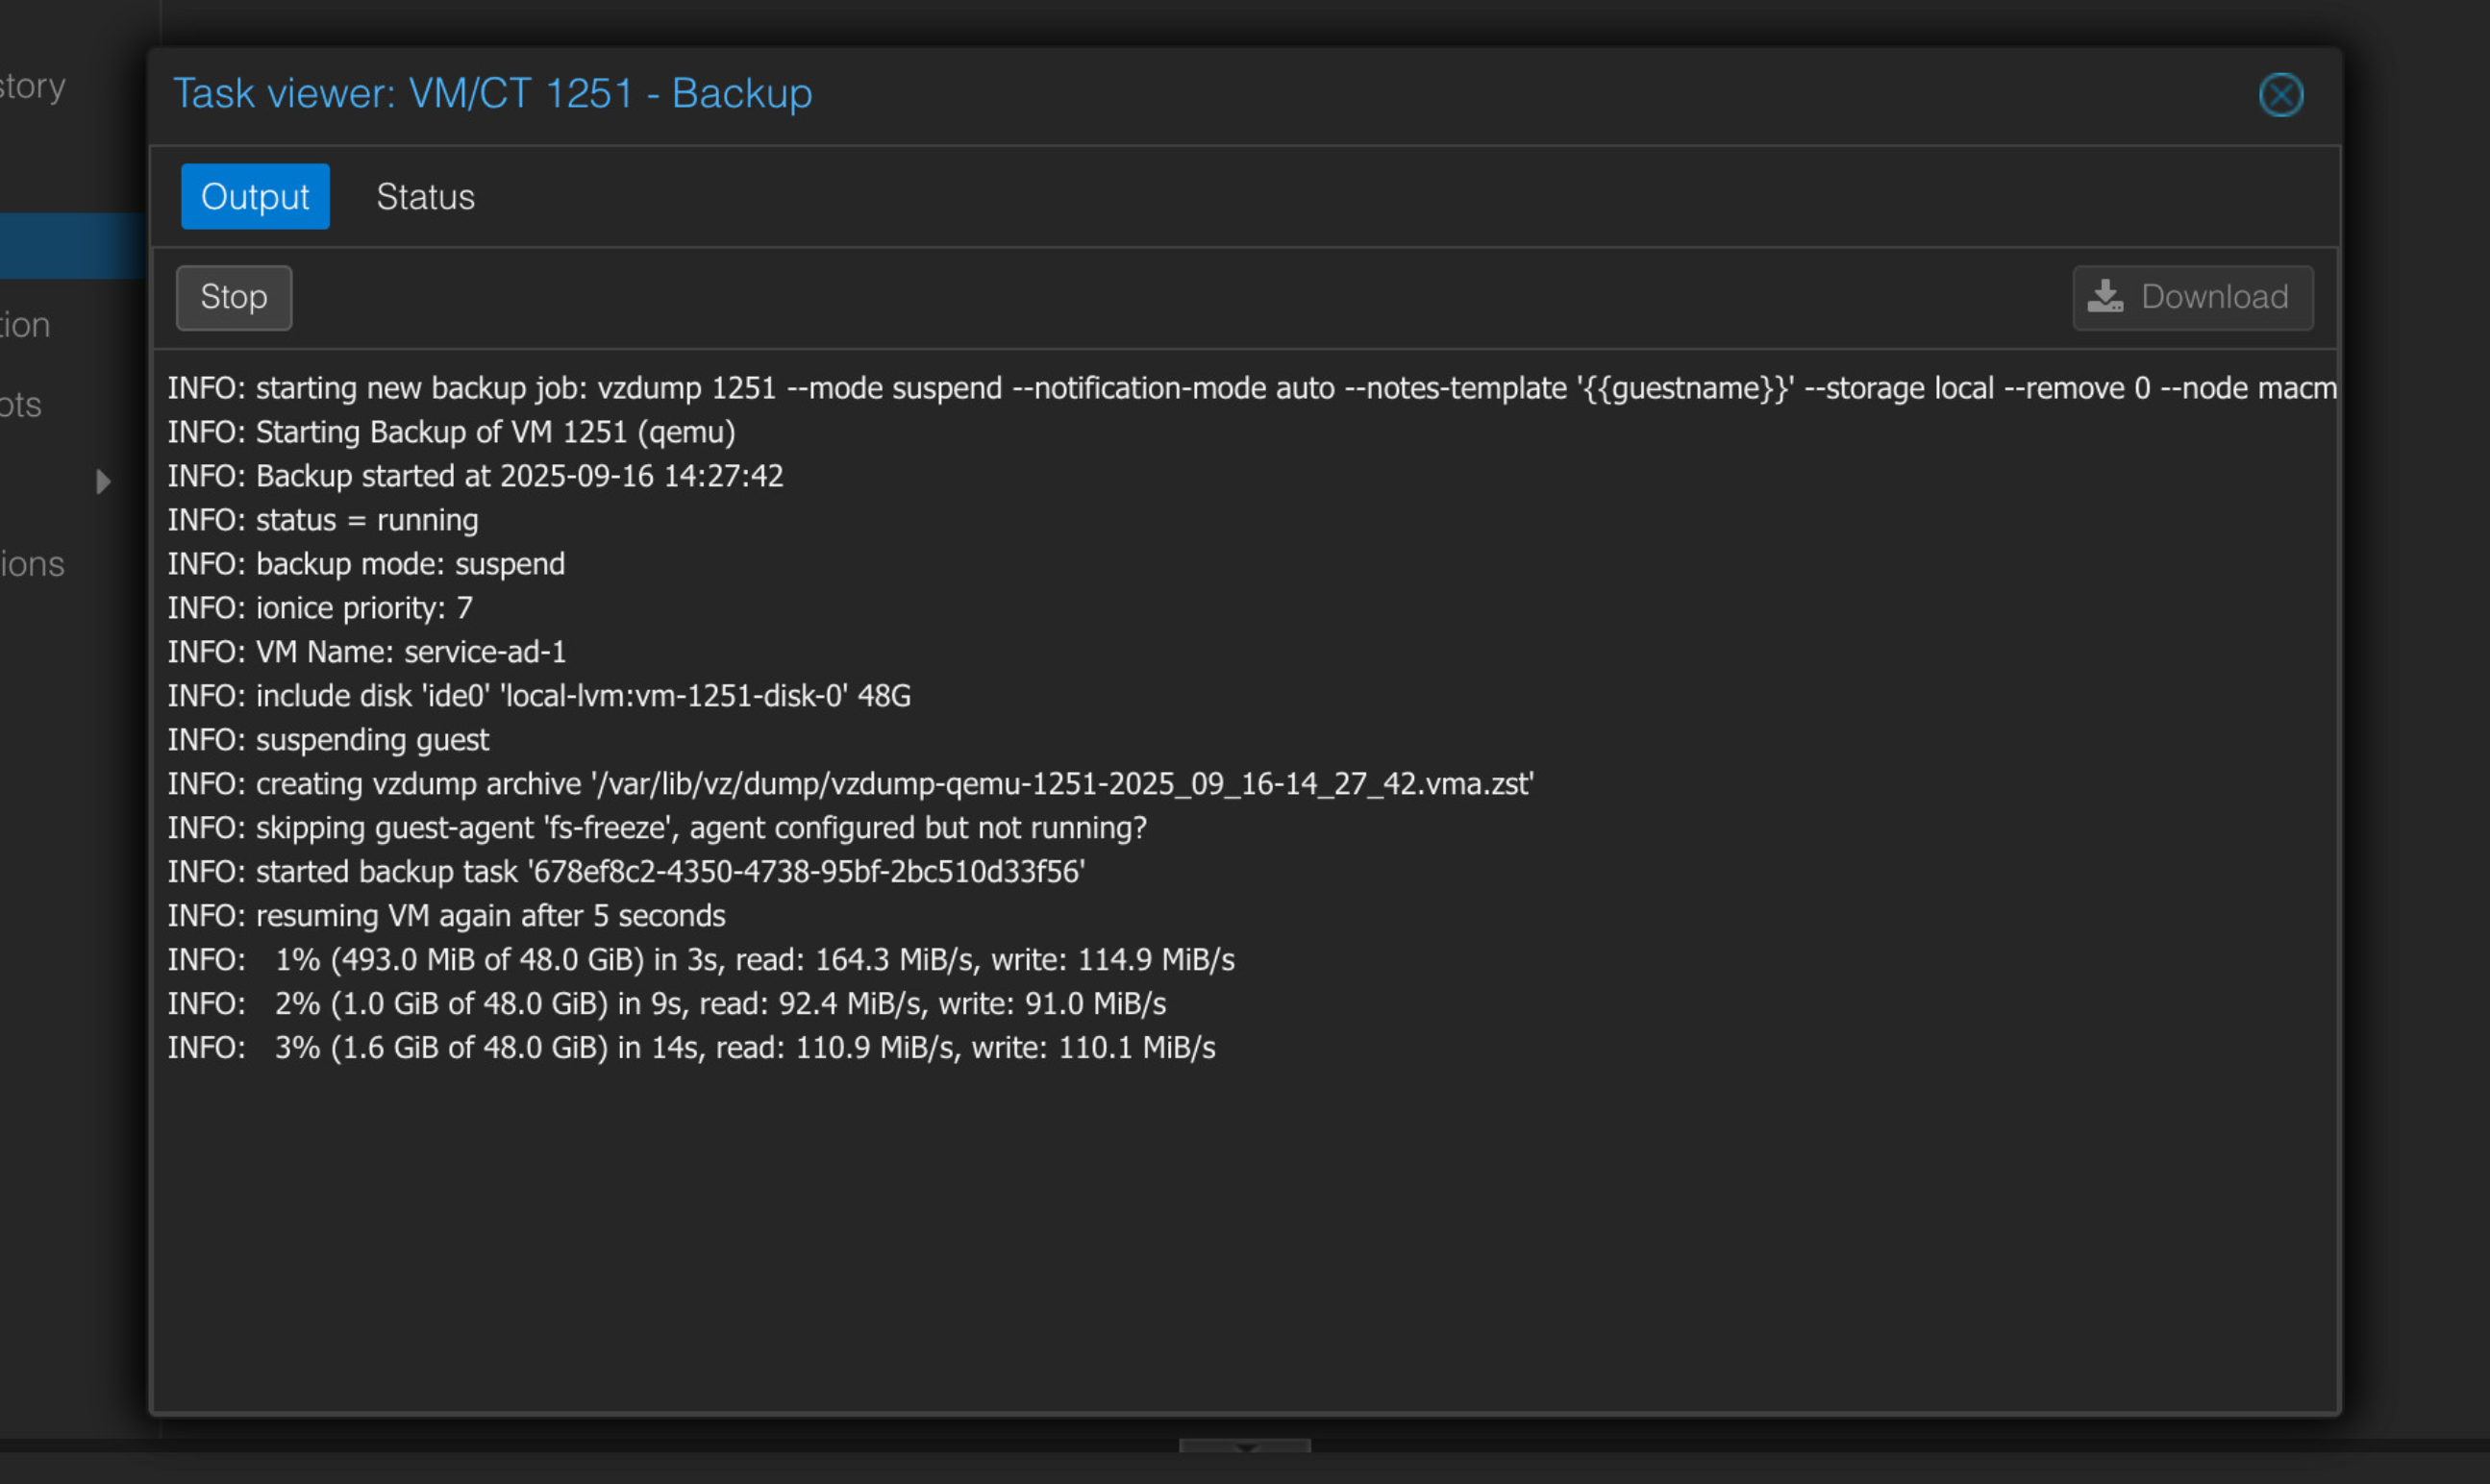 Task viewer: VM/CT 1251 - Backup
Output Status
Stop Download
INFO: starting new backup job: vzdump 1251 --mode suspend --notification-mode auto --notes-template '{{guestname}}' --storage local --remove 0 --node macm
INFO: Starting Backup of VM 1251 (qemu)
INFO: Backup started at 2025-09-16 14:27:42
INFO: status = running
INFO: backup mode: suspend
INFO: ionice priority: 7
INFO: VM Name: service-ad-1
INFO: include disk 'ide0' 'local-lvm:vm-1251-disk-0' 48G
INFO: suspending guest
INFO: creating vzdump archive '/var/lib/vz/dump/vzdump-qemu-1251-2025_09_16-14_27_42.vma.zst'
INFO: skipping guest-agent 'fs-freeze', agent configured but not running?
INFO: started backup task '678ef8c2-4350-4738-95bf-2bc510d33f56'
INFO: resuming VM again after 5 seconds
INFO: 1% (493.0 MiB of 48.0 GiB) in 3s, read: 164.3 MiB/s, write: 114.9 MiB/s
INFO: 2% (1.0 GiB of 48.0 GiB) in 9s, read: 92.4 MiB/s, write: 91.0 MiB/s
INFO: 3% (1.6 GiB of 48.0 GiB) in 14s, read: 110.9 MiB/s, write: 110.1 MiB/s
story
tion
ots
ions